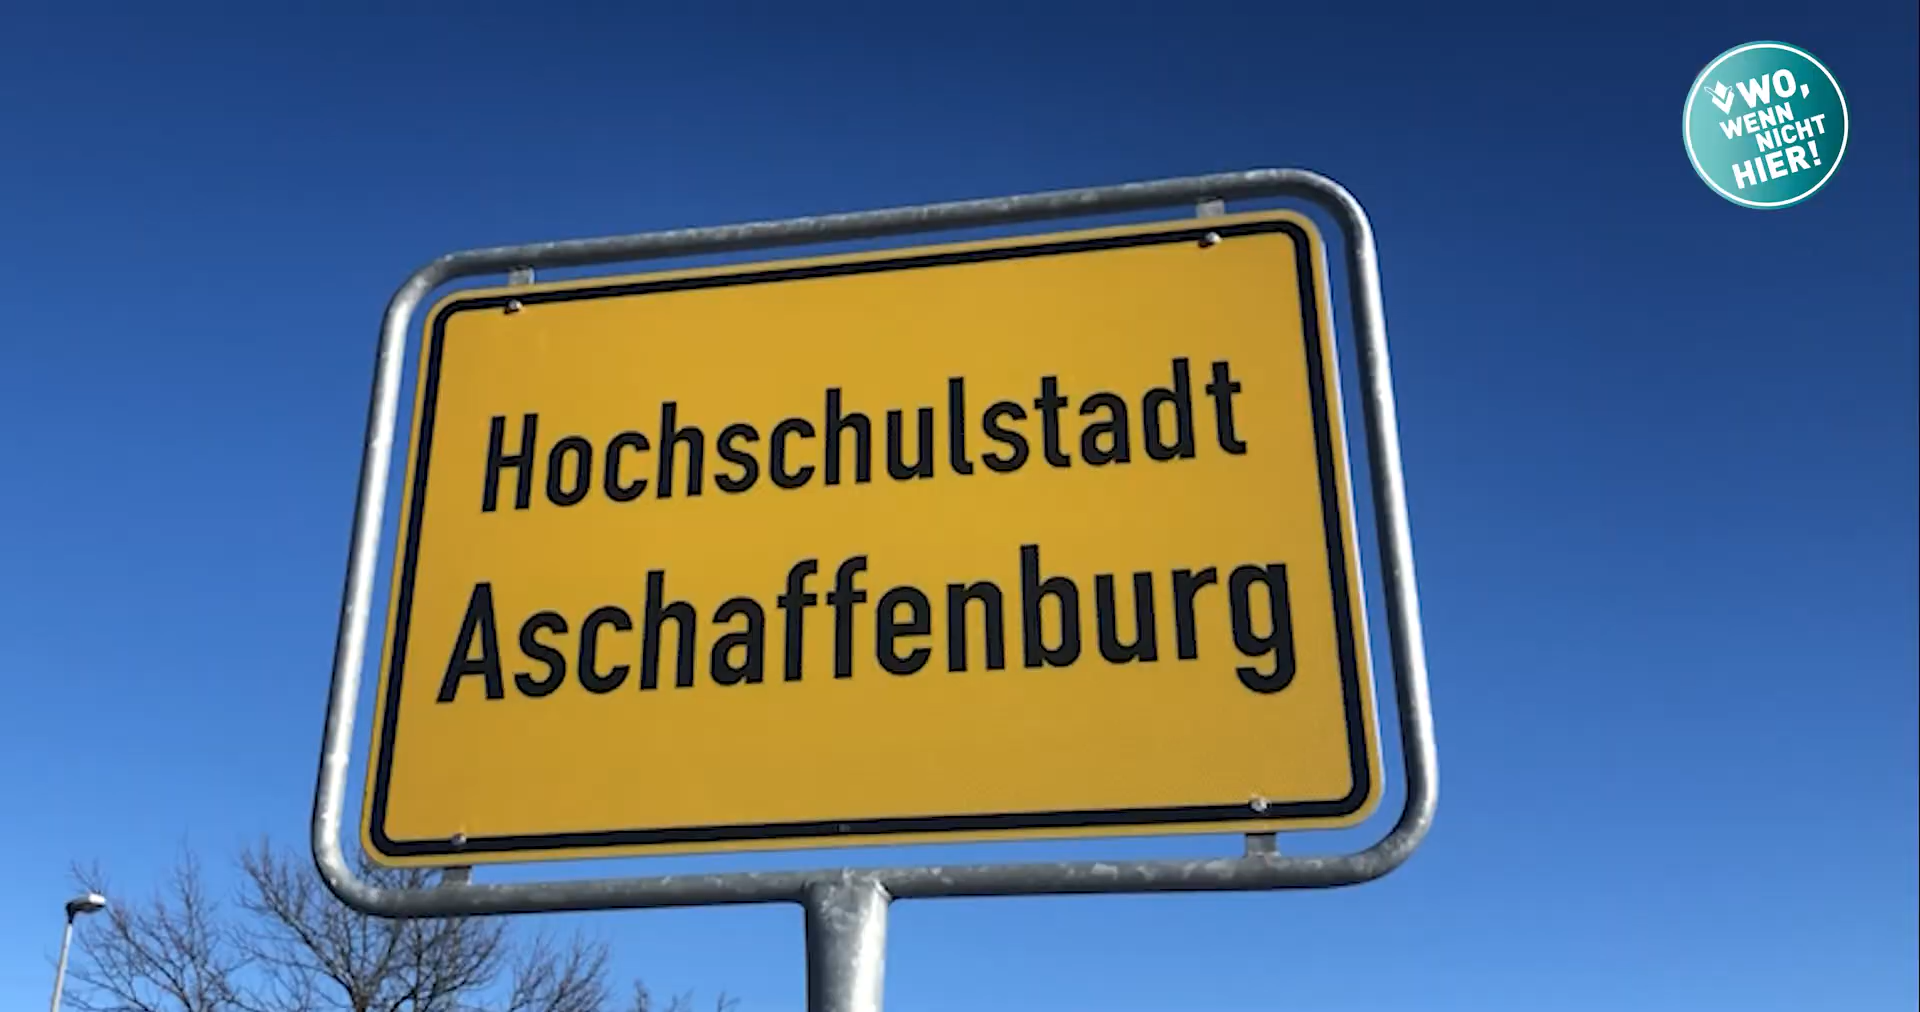 Hochschulstadt
Aschaffenburg
WO,
WENN
NICHT
HIER!